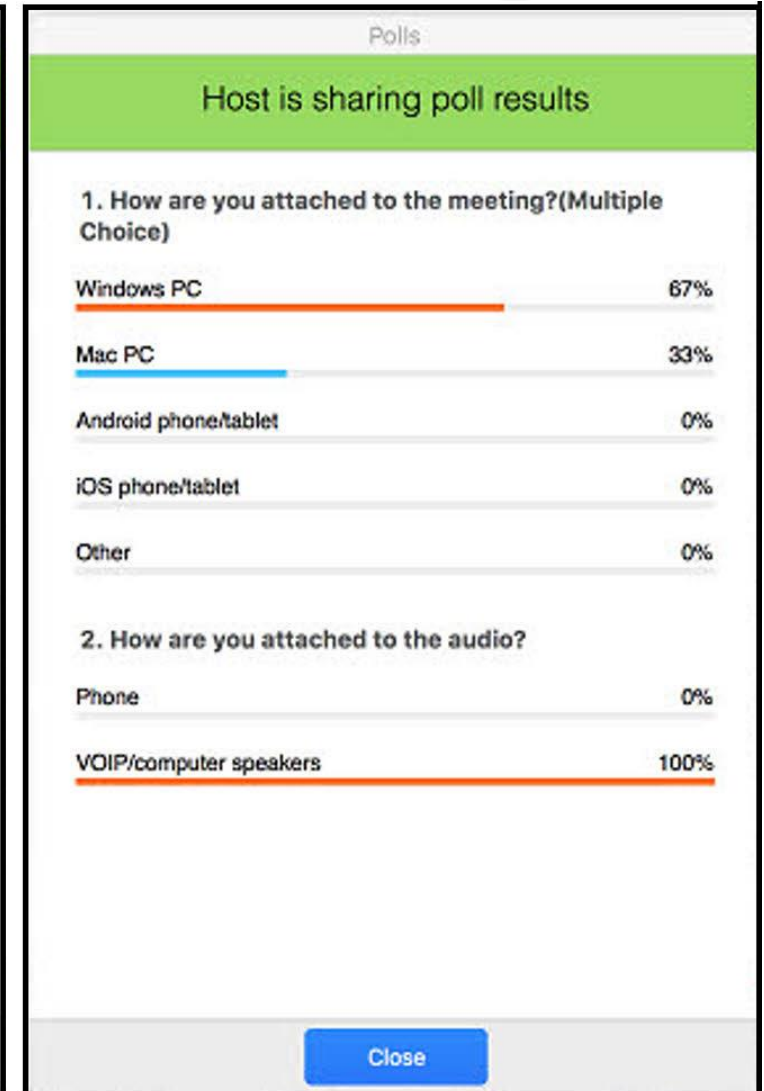 Polls
Host is sharing poll results
1. How are you attached to the meeting?(Multiple
Choice)
Windows PC 67%
Mac PC 33%
Android phone/tablet 0%
iOS phone/tablet 0%
Other 0%
2. How are you attached to the audio?
Phone 0%
VOIP/computer speakers 100%
Close